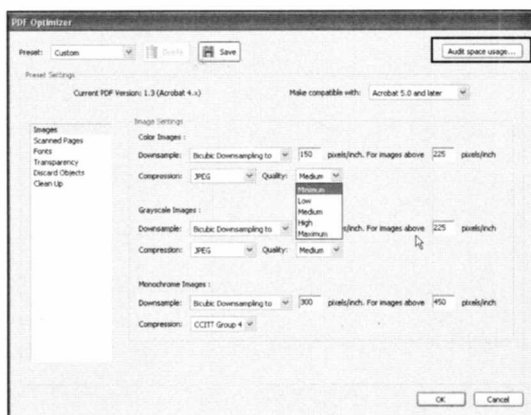 PDF Optimizer
Preset: Custom Delete Save Audit space usage...
Preset Settings
Current PDF Version: 1.3 (Acrobat 4.x) Make compatible with: Acrobat 5.0 and later
Images
Scanned Pages
Fonts
Transparency
Discard Objects
Clean Up
Image Settings
Color Images :
Downsample: Bicubic Downsampling to 150 pixels/inch. For images above 225 pixels/inch
Compression: JPEG Quality: Medium
Minimum
Low
Medium
High
Maximum
Grayscale Images :
Downsample: Bicubic Downsampling to ls/inch. For images above 225 pixels/inch
Compression: JPEG Quality: Medium
Monochrome Images :
Downsample: Bicubic Downsampling to 300 pixels/inch. For images above 450 pixels/inch
Compression: CCITT Group 4
OK Cancel